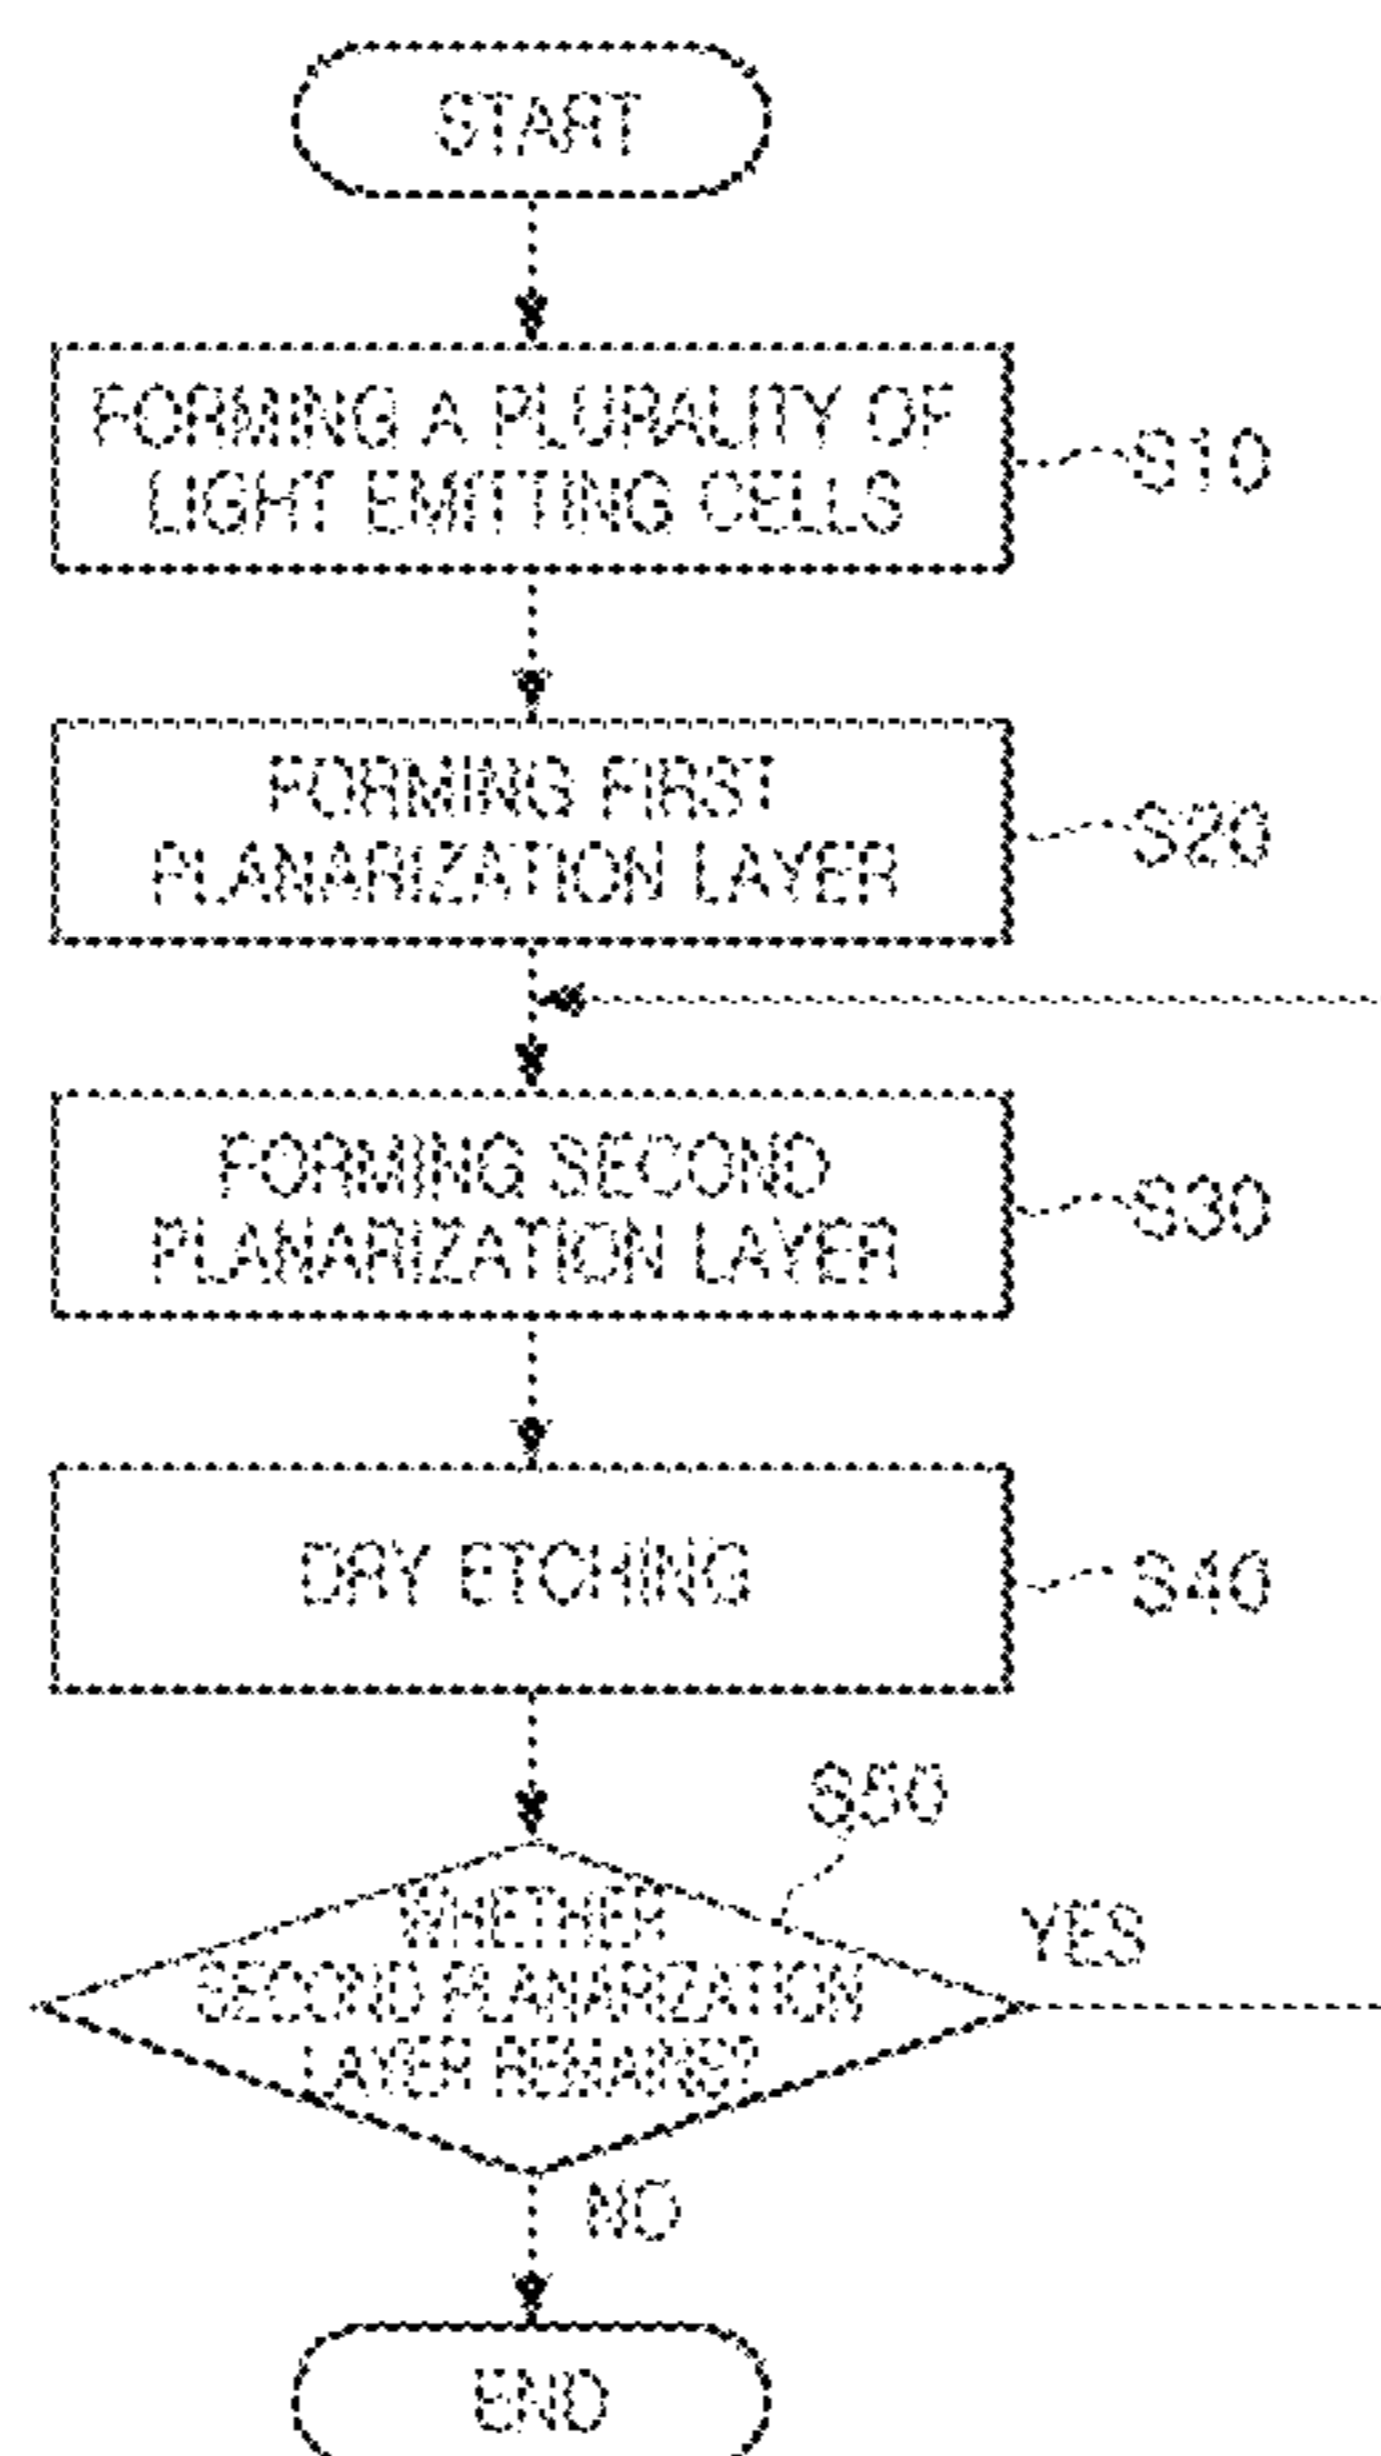 START
FORMING A PLURALITY OF
LIGHT EMITTING CELLS
S10
FORMING FIRST
PLANARIZATION LAYER
S20
FORMING SECOND
PLANARIZATION LAYER
S30
DRY ETCHING
S40
S50
WHETHER
SECOND PLANARIZATION
LAYER REMAINS?
YES
NO
END